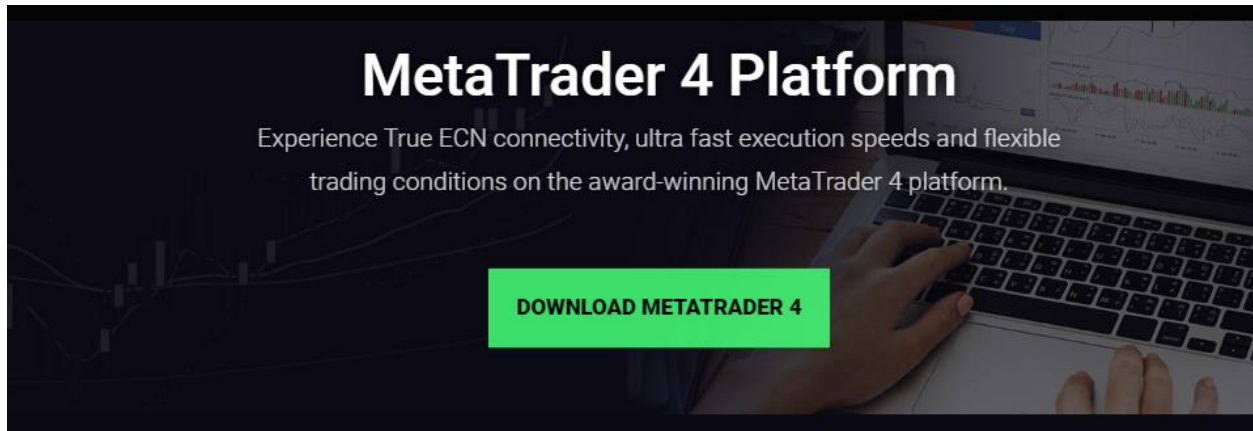 MetaTrader 4 Platform
Experience True ECN connectivity, ultra fast execution speeds and flexible
trading conditions on the award-winning MetaTrader 4 platform.
DOWNLOAD METATRADER 4